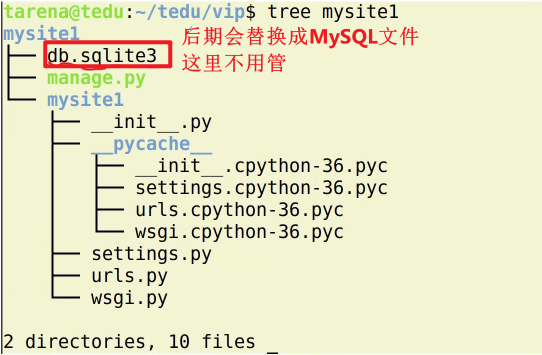 tarena@tedu:~/tedu/vip$ tree mysite1
mysite1
├── db.sqlite3
后期会替换成MySQL文件
这里不用管
├── manage.py
└── mysite1
    ├── __init__.py
    ├── __pycache__
    │   ├── __init__.cpython-36.pyc
    │   ├── settings.cpython-36.pyc
    │   ├── urls.cpython-36.pyc
    │   └── wsgi.cpython-36.pyc
    ├── settings.py
    ├── urls.py
    └── wsgi.py
2 directories, 10 files